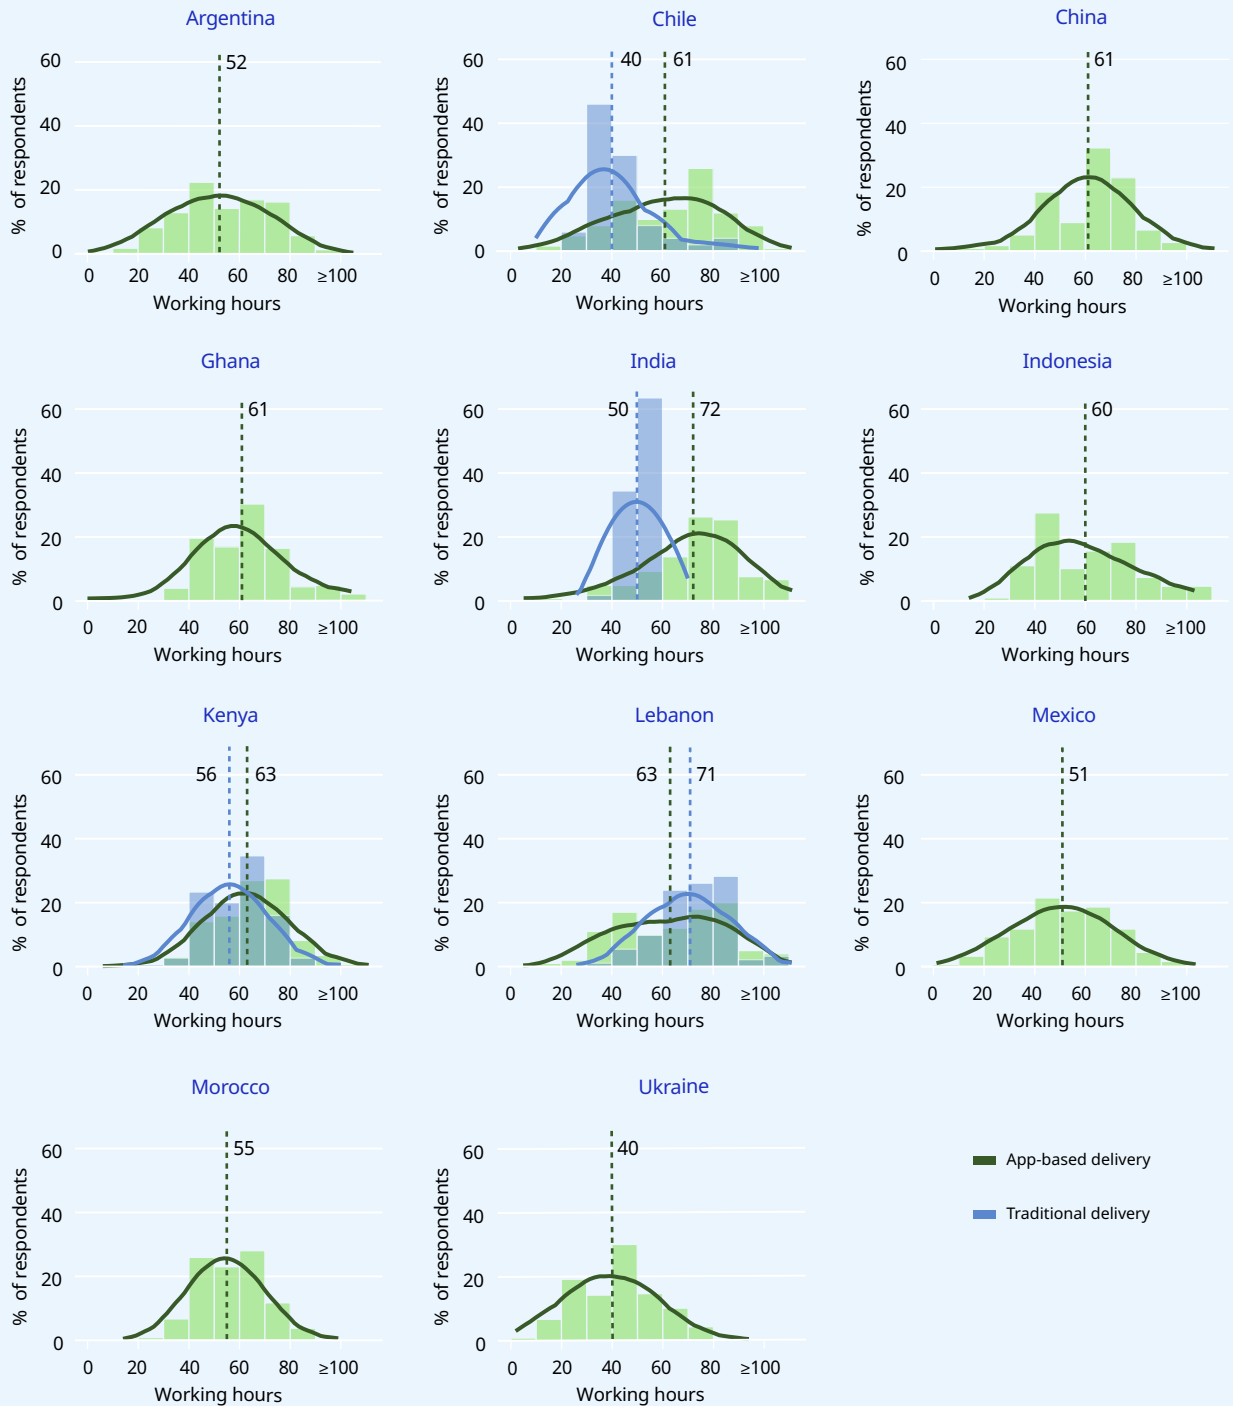 Argentina
52
60
40
20
0
% of respondents
0 20 40 60 80 ≥100
Working hours
Chile
40 61
60
40
20
0
% of respondents
0 20 40 60 80 ≥100
Working hours
China
61
60
40
20
0
% of respondents
0 20 40 60 80 ≥100
Working hours
Ghana
61
60
40
20
0
% of respondents
0 20 40 60 80 ≥100
Working hours
India
50 72
60
40
20
0
% of respondents
0 20 40 60 80 ≥100
Working hours
Indonesia
60
60
40
20
0
% of respondents
0 20 40 60 80 ≥100
Working hours
Kenya
56 63
60
40
20
0
% of respondents
0 20 40 60 80 ≥100
Working hours
Lebanon
63 71
60
40
20
0
% of respondents
0 20 40 60 80 ≥100
Working hours
Mexico
51
60
40
20
0
% of respondents
0 20 40 60 80 ≥100
Working hours
Morocco
55
60
40
20
0
% of respondents
0 20 40 60 80 ≥100
Working hours
Ukraine
40
60
40
20
0
% of respondents
0 20 40 60 80 ≥100
Working hours
App-based delivery
Traditional delivery